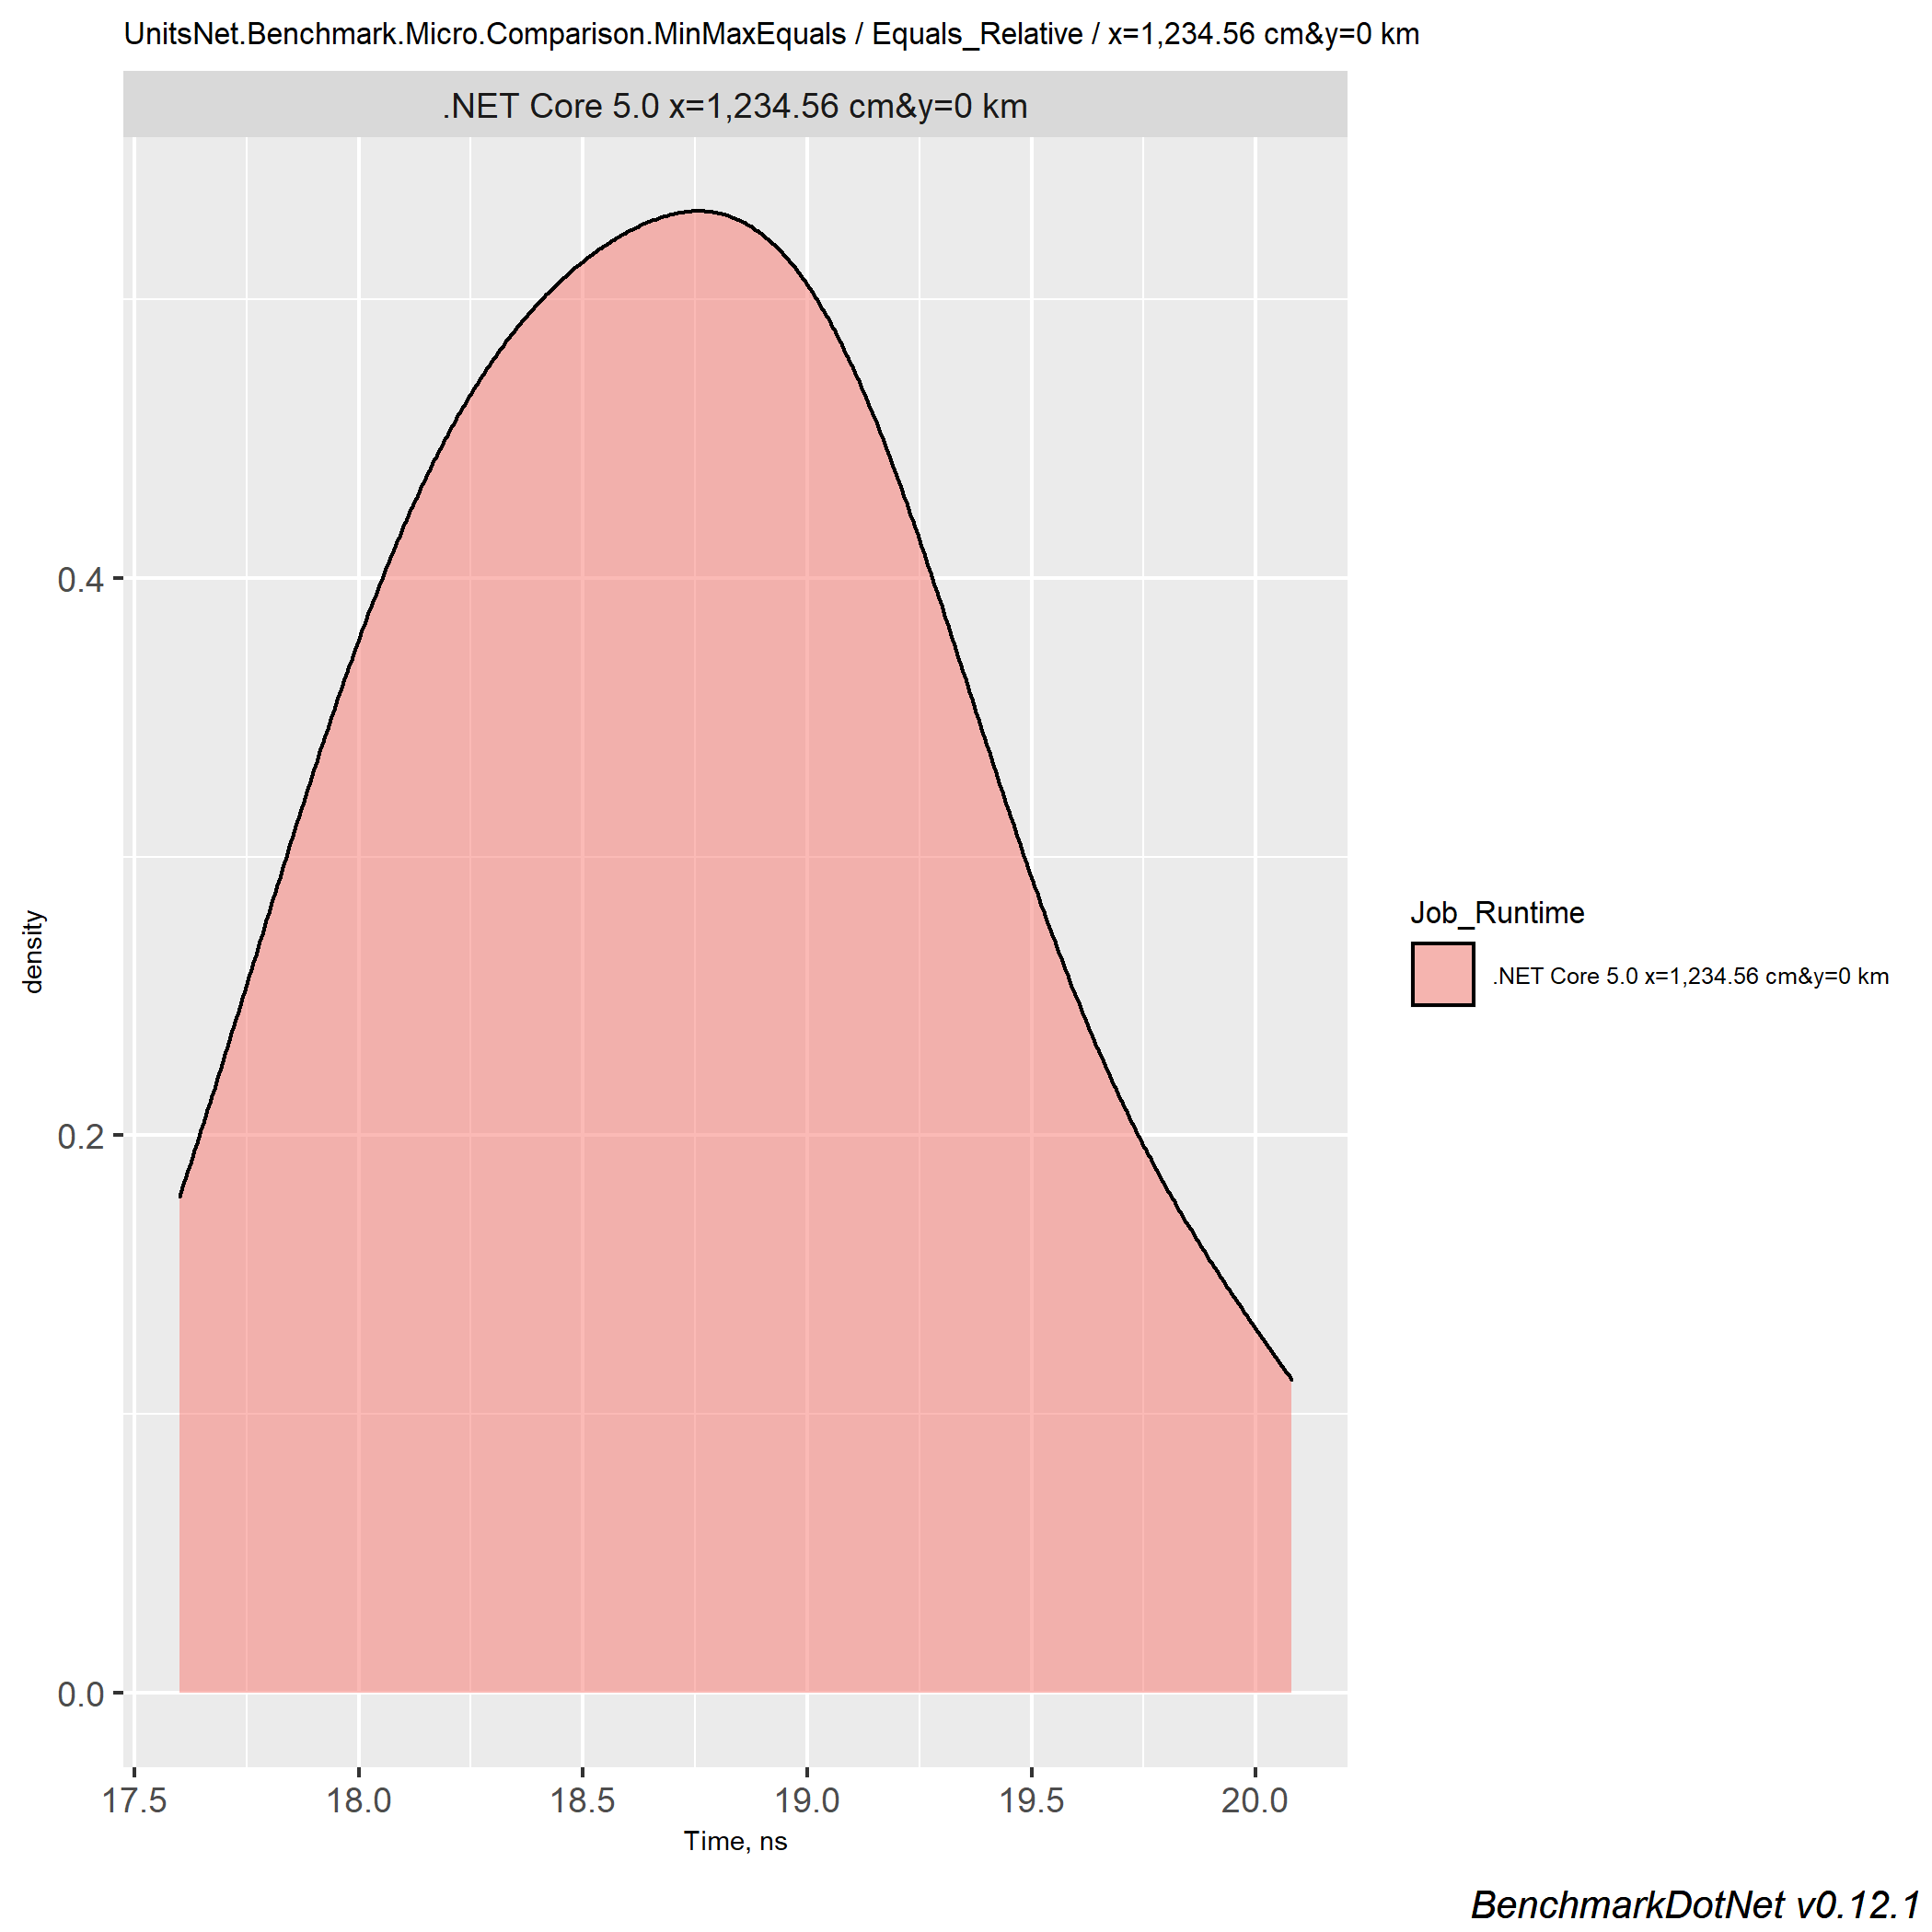 UnitsNet.Benchmark.Micro.Comparison.MinMaxEquals / Equals_Relative / x=1,234.56 cm&y=0 km
.NET Core 5.0 x=1,234.56 cm&y=0 km
0.4
0.2
0.0
density
17.5 18.0 18.5 19.0 19.5 20.0
Time, ns
Job_Runtime
.NET Core 5.0 x=1,234.56 cm&y=0 km
BenchmarkDotNet v0.12.1